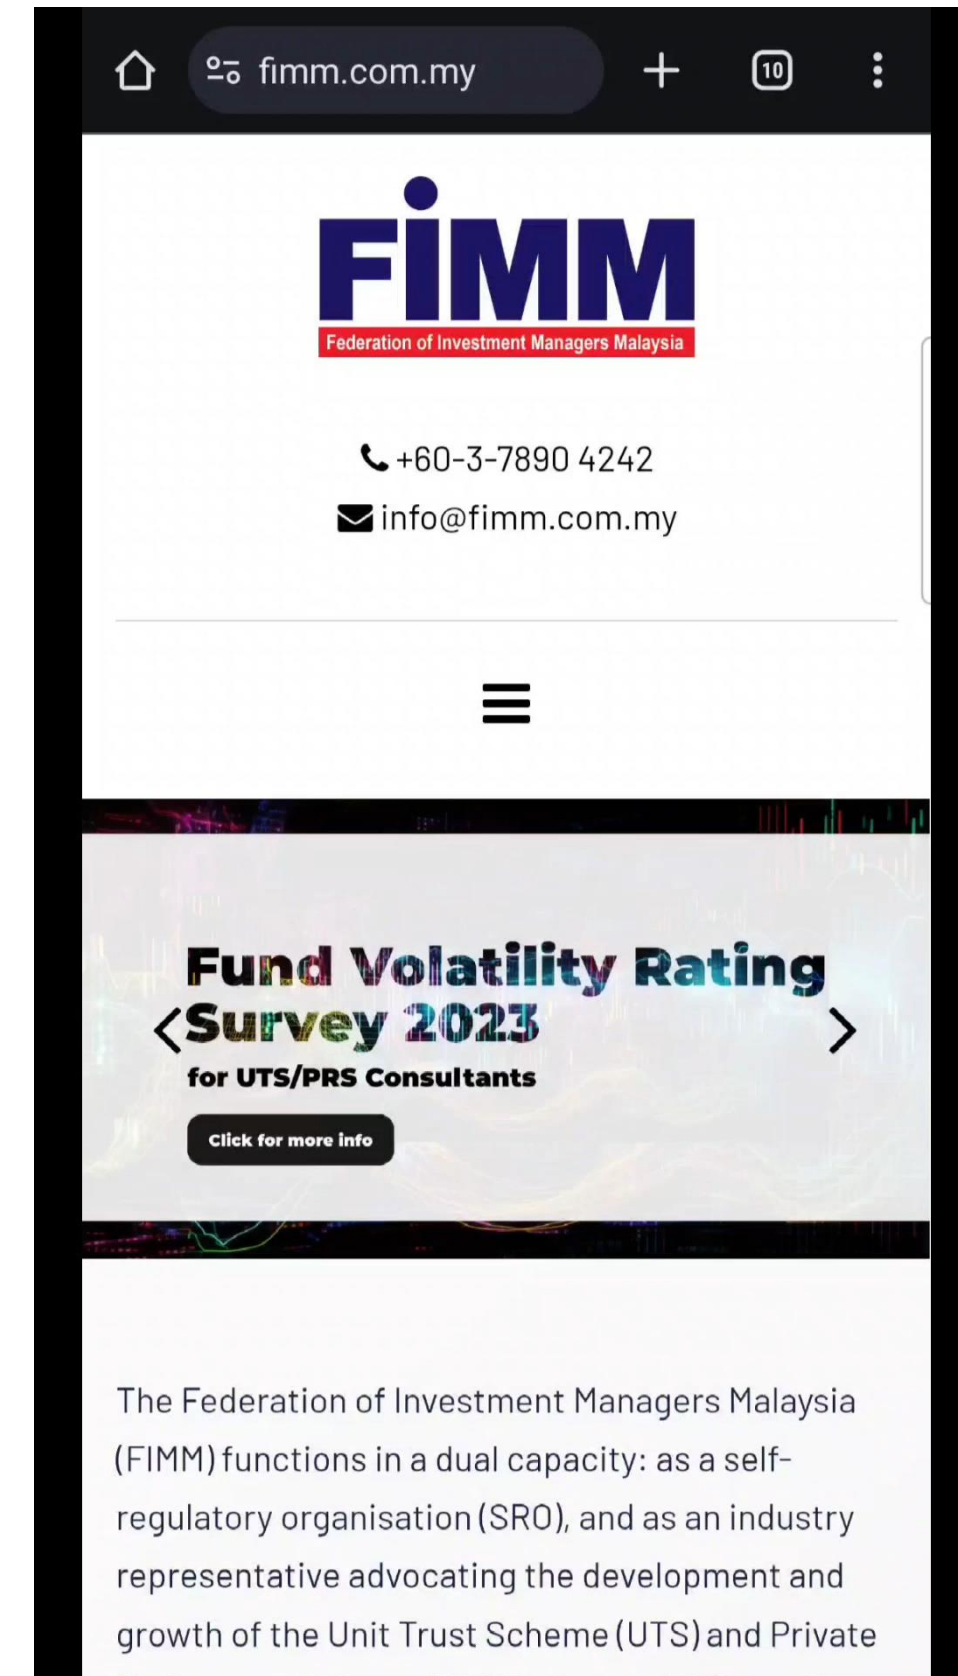 fimm.com.my
10
FiMM
Federation of Investment Managers Malaysia
+60-3-7890 4242
info@fimm.com.my
Fund Volatility Rating
Survey 2023
for UTS/PRS Consultants
Click for more info
The Federation of Investment Managers Malaysia
(FIMM) functions in a dual capacity: as a self-
regulatory organisation (SRO), and as an industry
representative advocating the development and
growth of the Unit Trust Scheme (UTS) and Private